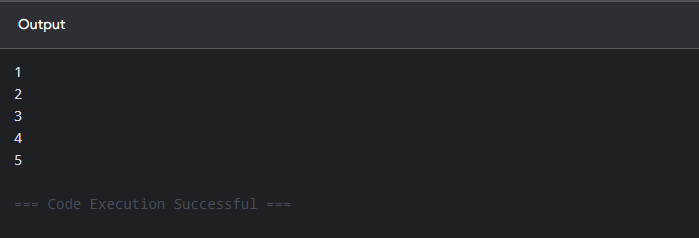 Output
1
2
3
4
5
=== Code Execution Successful ===